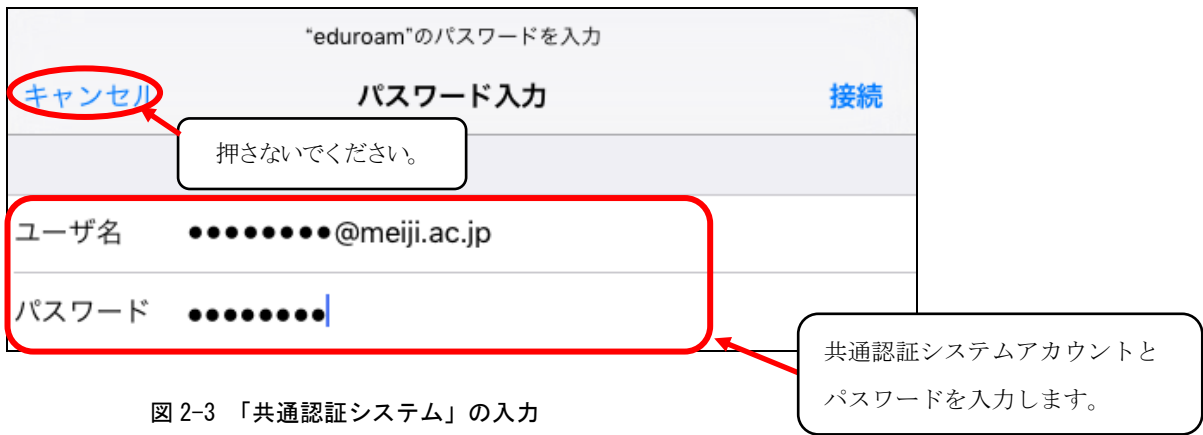 “eduroam”のパスワードを入力
キャンセル パスワード入力 接続
押さないでください。
ユーザ名 ●●●●●●●●@meiji.ac.jp
パスワード ●●●●●●●●
共通認証システムアカウントと
パスワードを入力します。
図 2-3 「共通認証システム」の入力